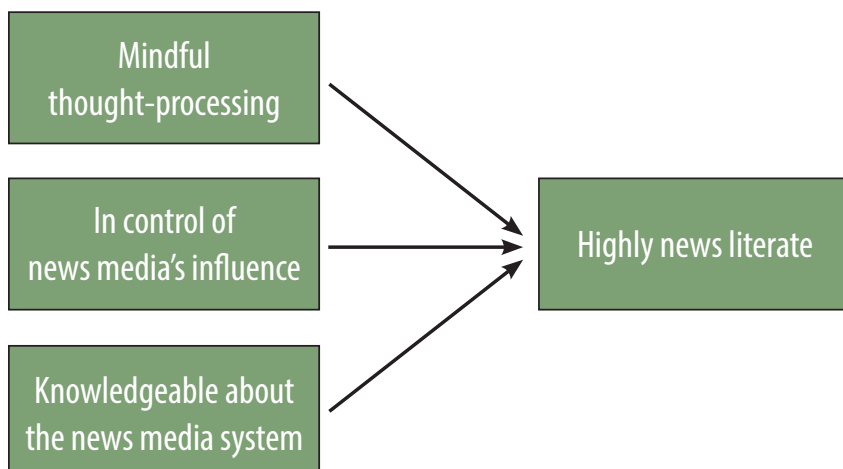 Mindful
thought-processing
In control of
news media’s influence
Highly news literate
Knowledgeable about
the news media system